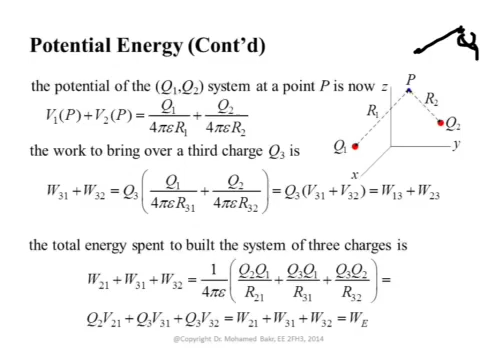 Potential Energy (Cont'd)
the potential of the (Q₁,Q₂) system at a point P is now
V₁(P)+V₂(P) = Q₁/4πεR₁ + Q₂/4πεR₂
z P
R₁ R₂
Q₁ Q₂
x y
the work to bring over a third charge Q₃ is
W₃₁+W₃₂ = Q₃(Q₁/4πεR₃₁ + Q₂/4πεR₃₂) = Q₃(V₃₁+V₃₂) = W₁₃+W₂₃
the total energy spent to built the system of three charges is
W₂₁+W₃₁+W₃₂ = 1/4πε (Q₂Q₁/R₂₁ + Q₃Q₁/R₃₁ + Q₃Q₂/R₃₂) =
Q₂V₂₁+Q₃V₃₁+Q₃V₃₂ = W₂₁+W₃₁+W₃₂ = W_E
@Copyright Dr. Mohamed Bakr, EE 2FH3, 2014